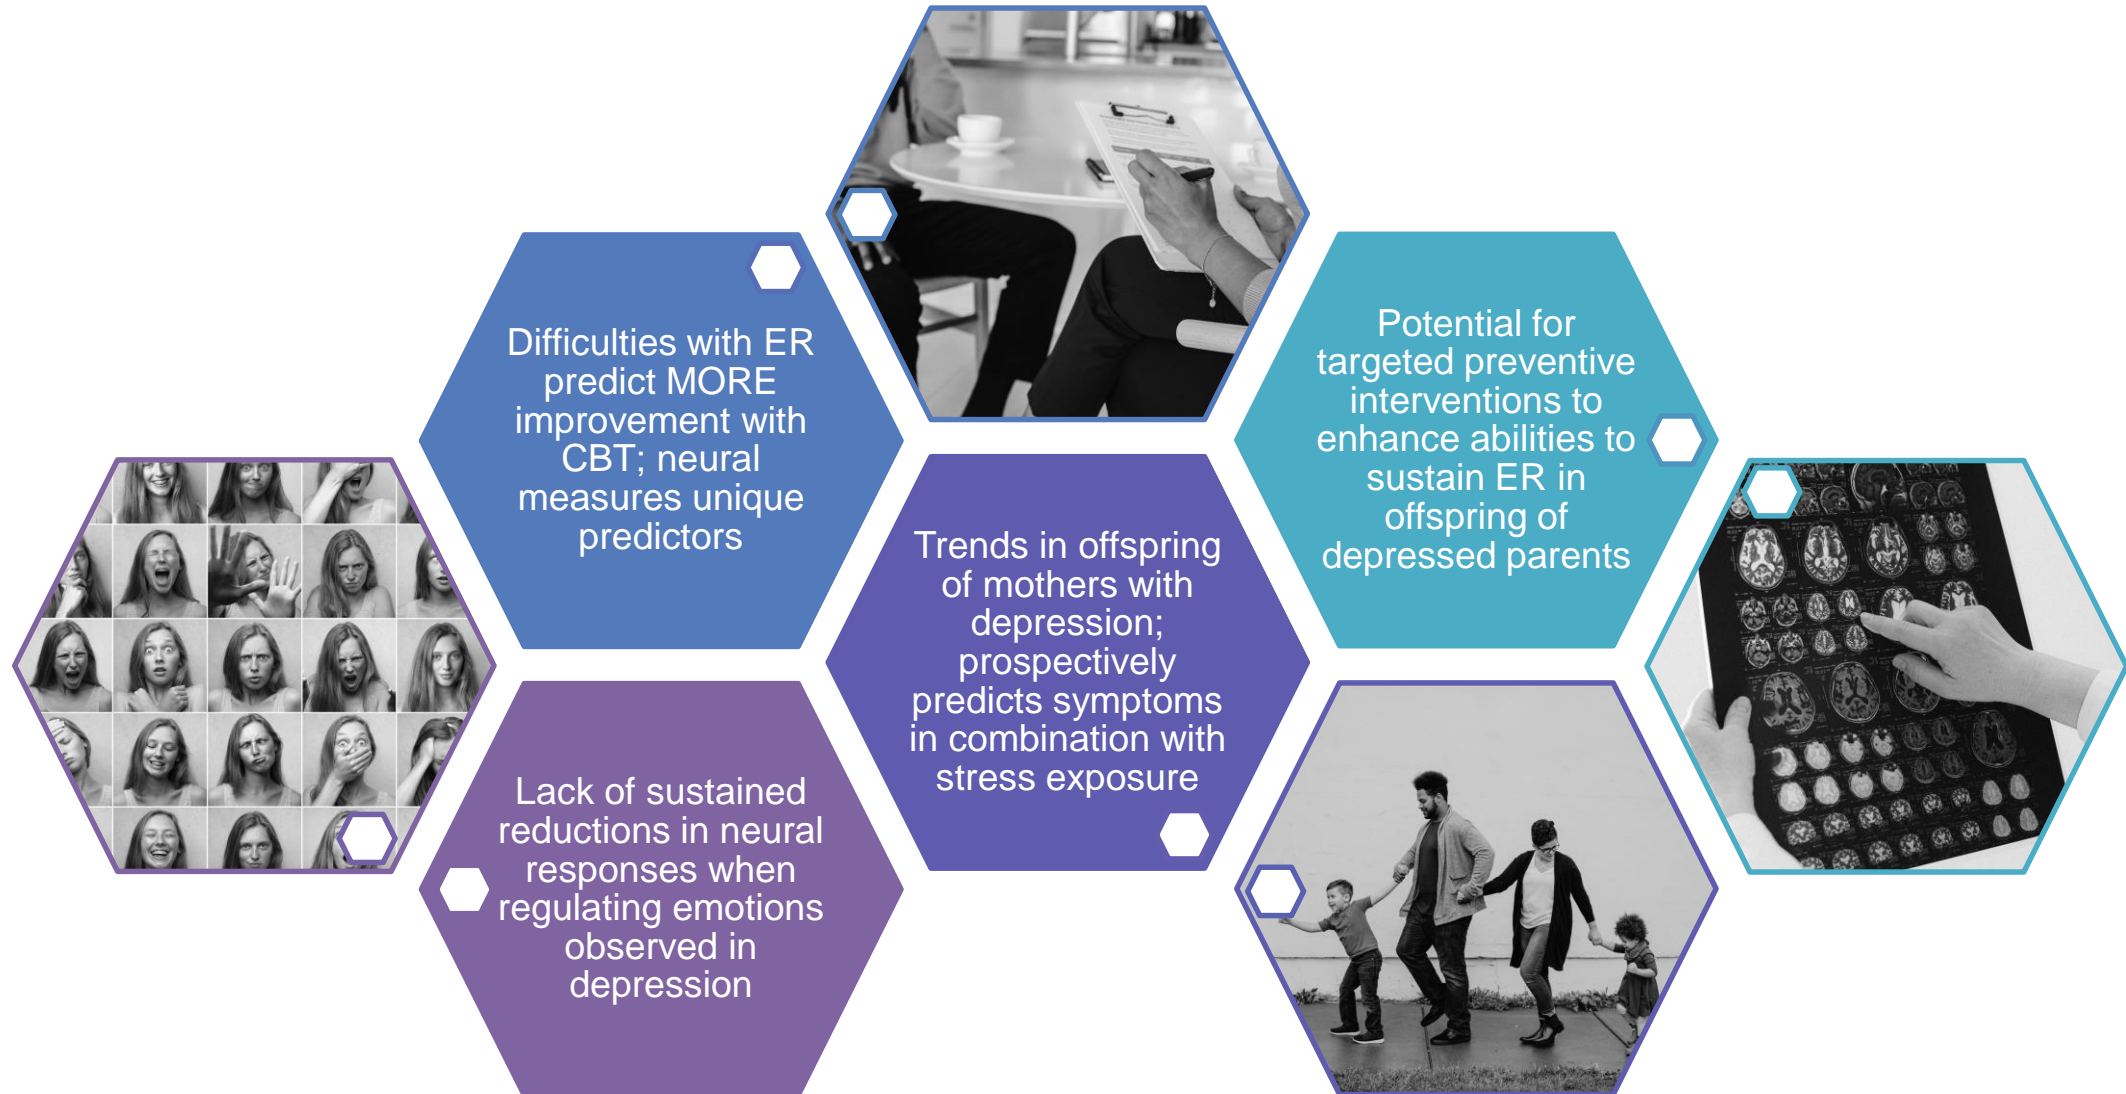 Difficulties with ER
predict MORE
improvement with
CBT; neural
measures unique
predictors
Lack of sustained
reductions in neural
responses when
regulating emotions
observed in
depression
Trends in offspring
of mothers with
depression;
prospectively
predicts symptoms
in combination with
stress exposure
Potential for
targeted preventive
interventions to
enhance abilities to
sustain ER in
offspring of
depressed parents